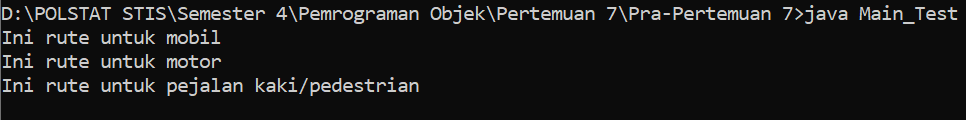 D:\POLSTAT STIS\Semester 4\Pemrograman Objek\Pertemuan 7\Pra-Pertemuan 7>java Main_Test
Ini rute untuk mobil
Ini rute untuk motor
Ini rute untuk pejalan kaki/pedestrian